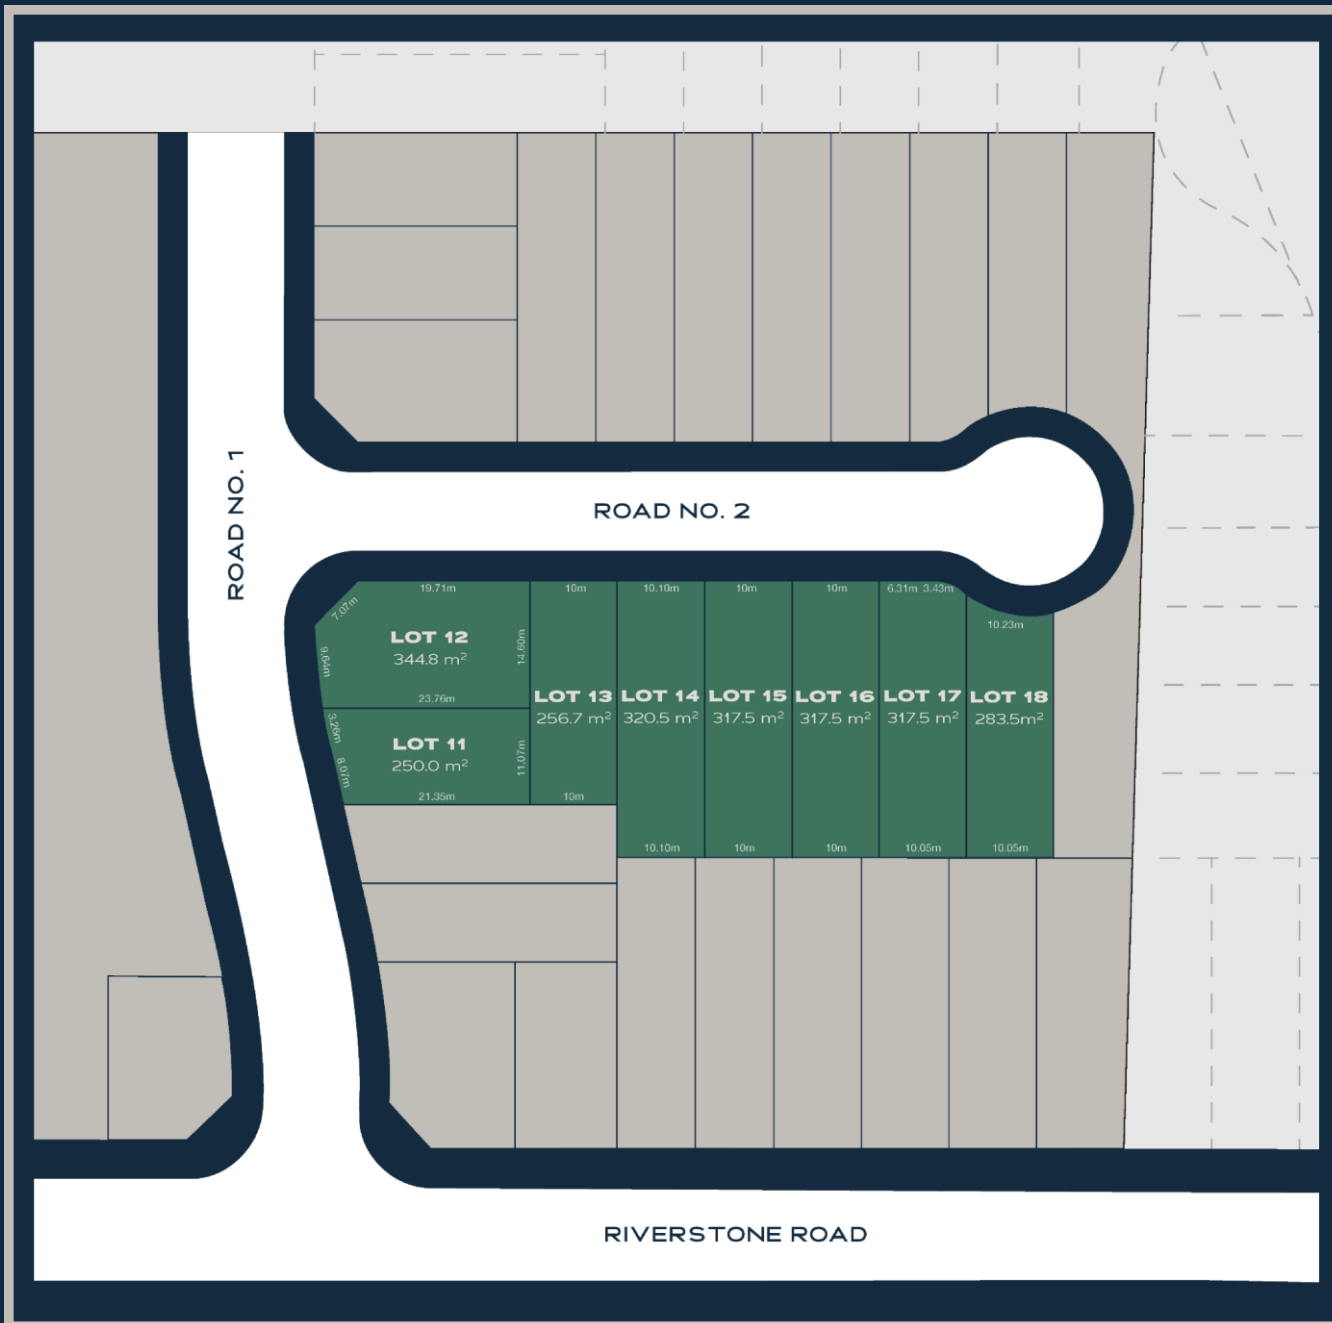 ROAD NO. 1
ROAD NO. 2
19.71m
7.07m
LOT 12
344.8 m²
9.64m
14.60m
23.76m
3.26m
LOT 11
250.0 m²
8.07m
11.07m
21.35m
10m
LOT 13
256.7 m²
10m
10.10m
LOT 14
320.5 m²
10.10m
10m
LOT 15
317.5 m²
10m
10m
LOT 16
317.5 m²
10m
6.31m 3.43m
LOT 17
317.5 m²
10.05m
10.23m
LOT 18
283.5m²
10.05m
RIVERSTONE ROAD